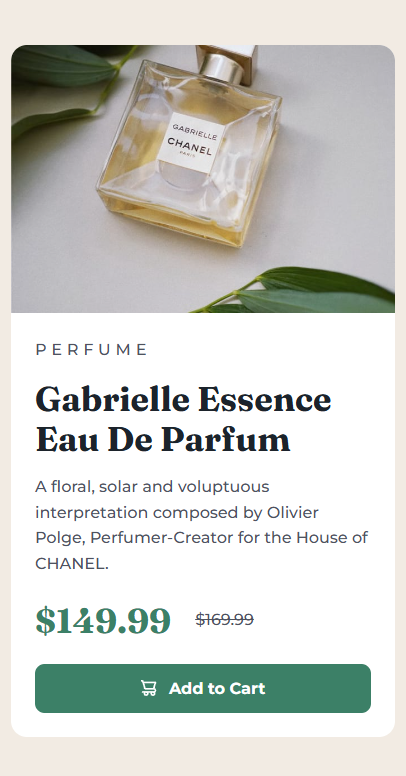 GABRIELLE
CHANEL
PARIS
PERFUME
Gabrielle Essence
Eau De Parfum
A floral, solar and voluptuous
interpretation composed by Olivier
Polge, Perfumer-Creator for the House of
CHANEL.
$149.99 $169.99
Add to Cart